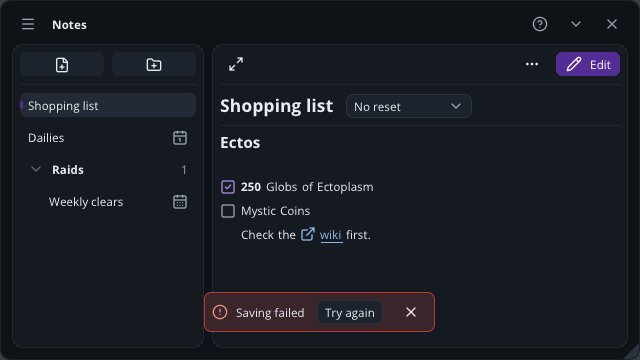 Notes
Edit
Shopping list
Dailies
Raids 1
Weekly clears
Shopping list No reset
Ectos
250 Globs of Ectoplasm
Mystic Coins
Check the wiki first.
Saving failed Try again